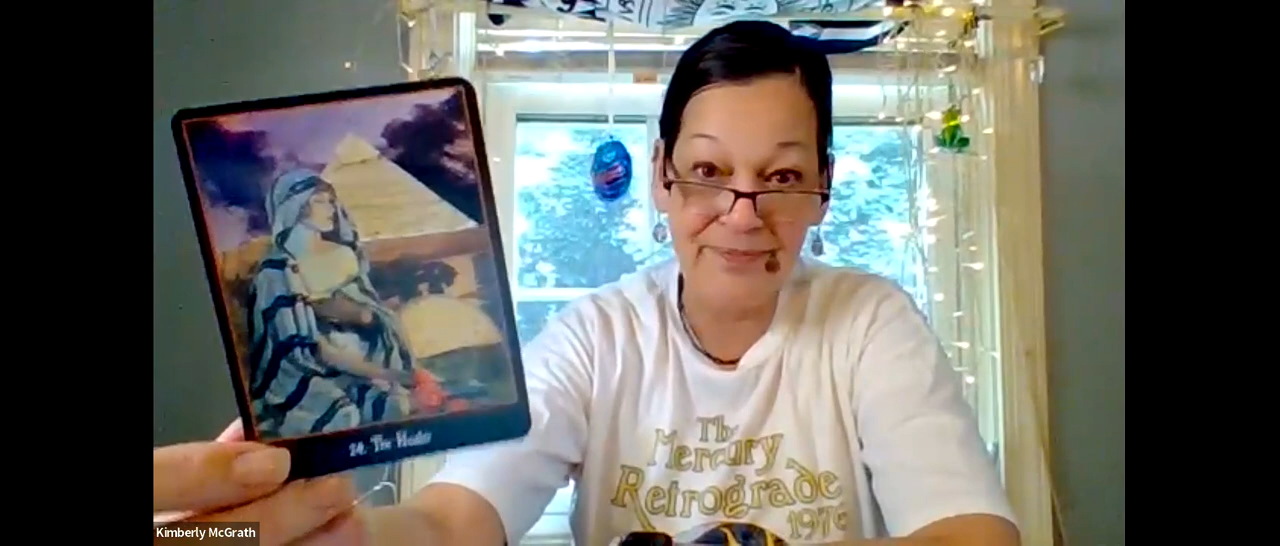 24. The Healer
The
Mercury
Retrograde
1976
Kimberly McGrath